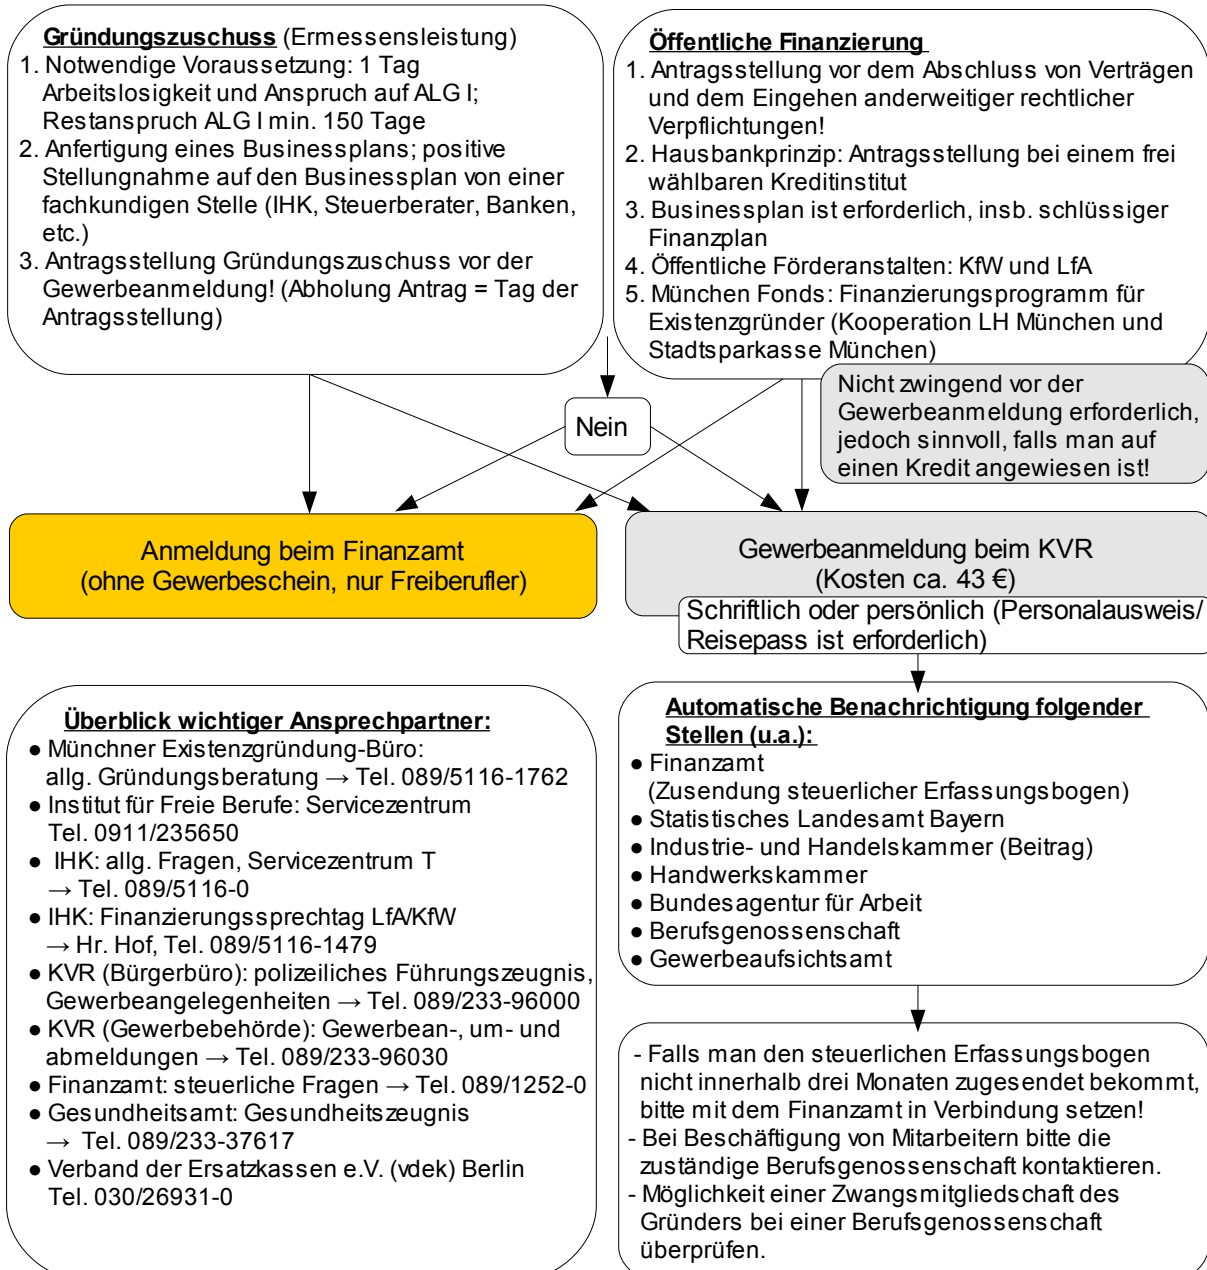 Gründungszuschuss (Ermessensleistung)
1. Notwendige Voraussetzung: 1 Tag
Arbeitslosigkeit und Anspruch auf ALG I;
Restanspruch ALG I min. 150 Tage
2. Anfertigung eines Businessplans; positive
Stellungnahme auf den Businessplan von einer
fachkundigen Stelle (IHK, Steuerberater, Banken,
etc.)
3. Antragsstellung Gründungszuschuss vor der
Gewerbeanmeldung! (Abholung Antrag = Tag der
Antragsstellung)
Öffentliche Finanzierung
1. Antragsstellung vor dem Abschluss von Verträgen
und dem Eingehen anderweitiger rechtlicher
Verpflichtungen!
2. Hausbankprinzip: Antragsstellung bei einem frei
wählbaren Kreditinstitut
3. Businessplan ist erforderlich, insb. schlüssiger
Finanzplan
4. Öffentliche Förderanstalten: KfW und LfA
5. München Fonds: Finanzierungsprogramm für
Existenzgründer (Kooperation LH München und
Stadtsparkasse München)
Nicht zwingend vor der
Gewerbeanmeldung erforderlich,
jedoch sinnvoll, falls man auf
einen Kredit angewiesen ist!
Nein
Anmeldung beim Finanzamt
(ohne Gewerbeschein, nur Freiberufler)
Gewerbeanmeldung beim KVR
(Kosten ca. 43 €)
Schriftlich oder persönlich (Personalausweis/
Reisepass ist erforderlich)
Überblick wichtiger Ansprechpartner:
● Münchner Existenzgründung-Büro:
allg. Gründungsberatung → Tel. 089/5116-1762
● Institut für Freie Berufe: Servicezentrum
Tel. 0911/235650
● IHK: allg. Fragen, Servicezentrum T
→ Tel. 089/5116-0
● IHK: Finanzierungssprechtag LfA/KfW
→ Hr. Hof, Tel. 089/5116-1479
● KVR (Bürgerbüro): polizeiliches Führungszeugnis,
Gewerbeangelegenheiten → Tel. 089/233-96000
● KVR (Gewerbebehörde): Gewerbean-, um- und
abmeldungen → Tel. 089/233-96030
● Finanzamt: steuerliche Fragen → Tel. 089/1252-0
● Gesundheitsamt: Gesundheitszeugnis
→ Tel. 089/233-37617
● Verband der Ersatzkassen e.V. (vdek) Berlin
Tel. 030/26931-0
Automatische Benachrichtigung folgender
Stellen (u.a.):
● Finanzamt
(Zusendung steuerlicher Erfassungsbogen)
● Statistisches Landesamt Bayern
● Industrie- und Handelskammer (Beitrag)
● Handwerkskammer
● Bundesagentur für Arbeit
● Berufsgenossenschaft
● Gewerbeaufsichtsamt
- Falls man den steuerlichen Erfassungsbogen
nicht innerhalb drei Monaten zugesendet bekommt,
bitte mit dem Finanzamt in Verbindung setzen!
- Bei Beschäftigung von Mitarbeitern bitte die
zuständige Berufsgenossenschaft kontaktieren.
- Möglichkeit einer Zwangsmitgliedschaft des
Gründers bei einer Berufsgenossenschaft
überprüfen.